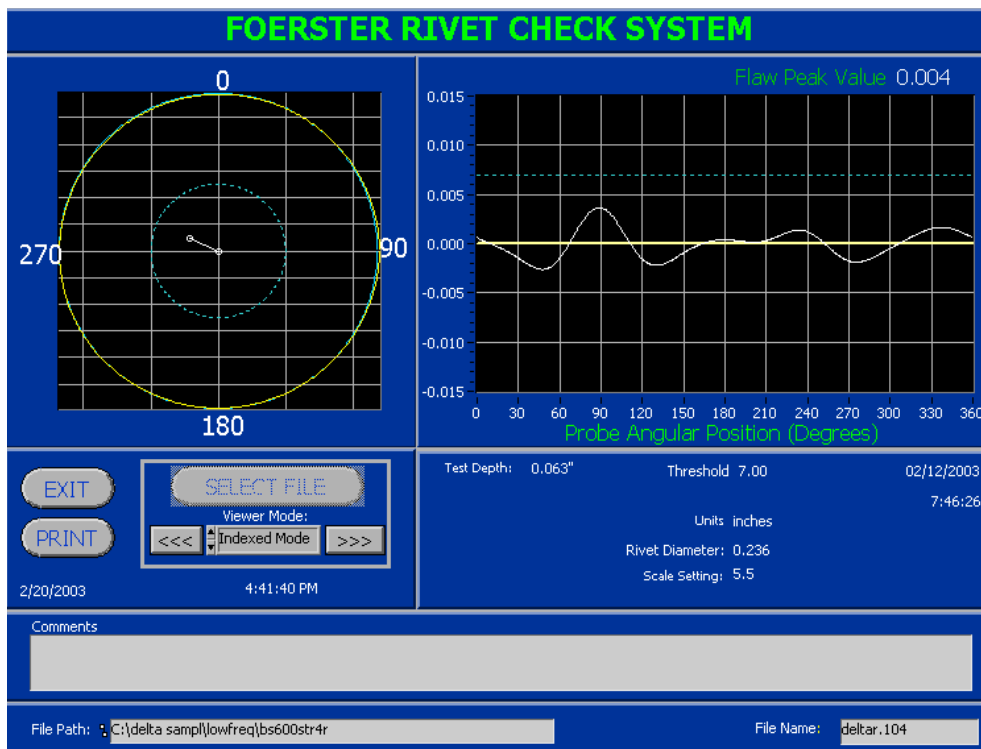 FOERSTER RIVET CHECK SYSTEM
0
270
90
180
Flaw Peak Value 0.004
0.015
0.010
0.005
0.000
-0.005
-0.010
-0.015
0 30 60 90 120 150 180 210 240 270 300 330 360
Probe Angular Position (Degrees)
EXIT
PRINT
SELECT FILE
Viewer Mode:
<<< Indexed Mode >>>
2/20/2003 4:41:40 PM
Test Depth: 0.063" Threshold 7.00 02/12/2003
7:46:26
Units inches
Rivet Diameter: 0.236
Scale Setting: 5.5
Comments
File Path: C:\delta sampl\lowfreq\bs600str4r File Name: deltar.104